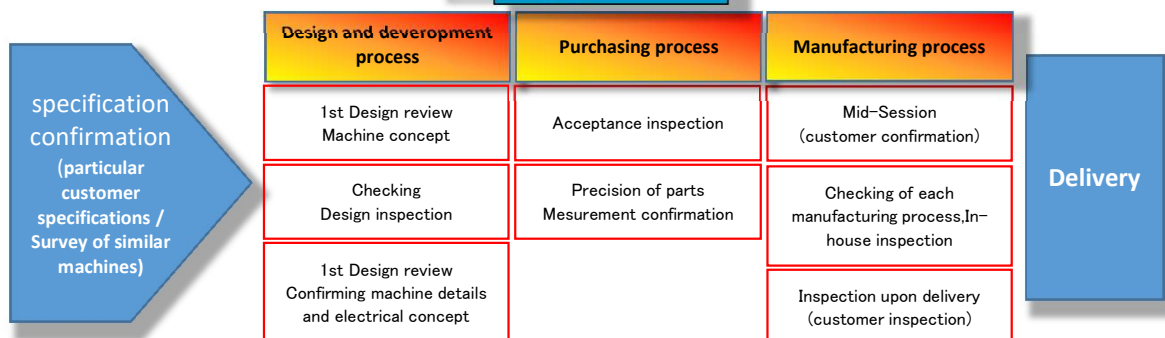 specification
confirmation
(particular
customer
specifications /
Survey of similar
machines)
Design and deveropment
process
1st Design review
Machine concept
Checking
Design inspection
1st Design review
Confirming machine details
and electrical concept
Purchasing process
Acceptance inspection
Precision of parts
Mesurement confirmation
Manufacturing process
Mid-Session
(customer confirmation)
Checking of each
manufacturing process,In-
house inspection
Inspection upon delivery
(customer inspection)
Delivery